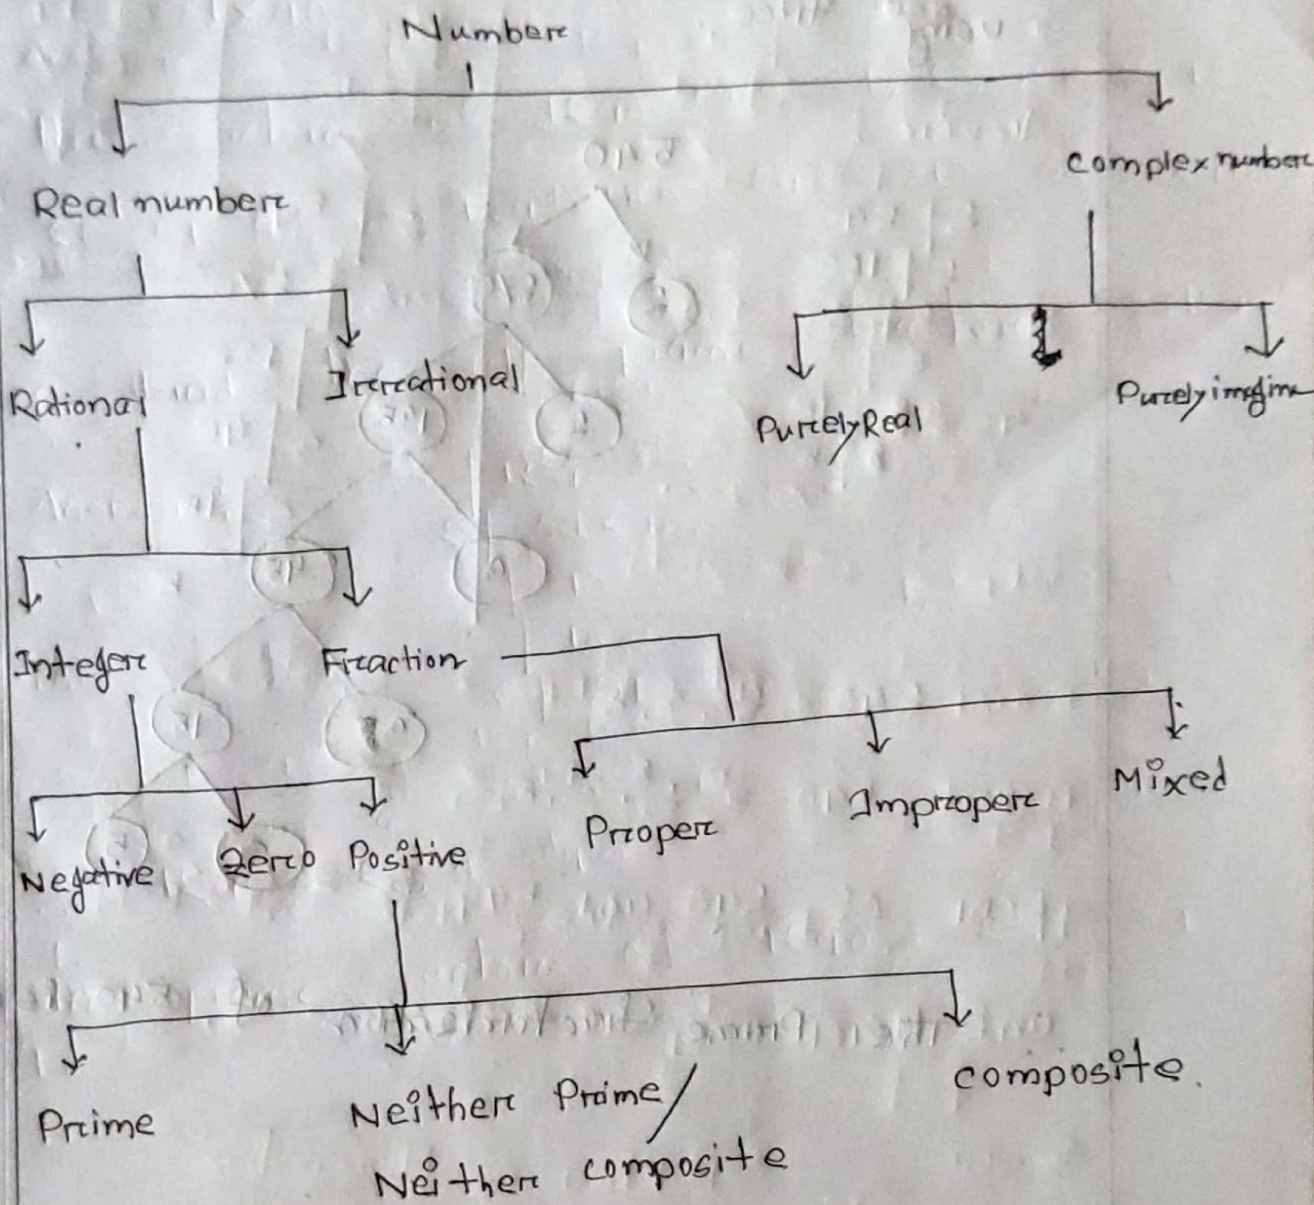 Number
Complex number
Real number
Rational
Irrational
Purely Real
Purely imagina
Integer
Fraction
Proper
Improper
Mixed
Negative
Zero
Positive
Prime
Neither Prime/
Neither composite
composite.